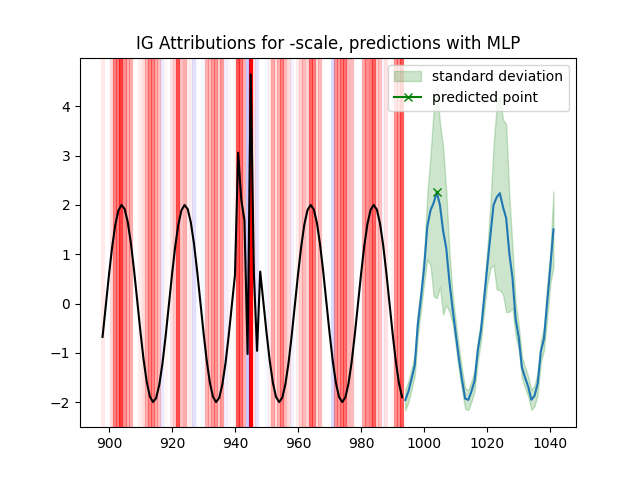 IG Attributions for -scale, predictions with MLP
standard deviation
predicted point
4
3
2
1
0
−1
−2
900 920 940 960 980 1000 1020 1040